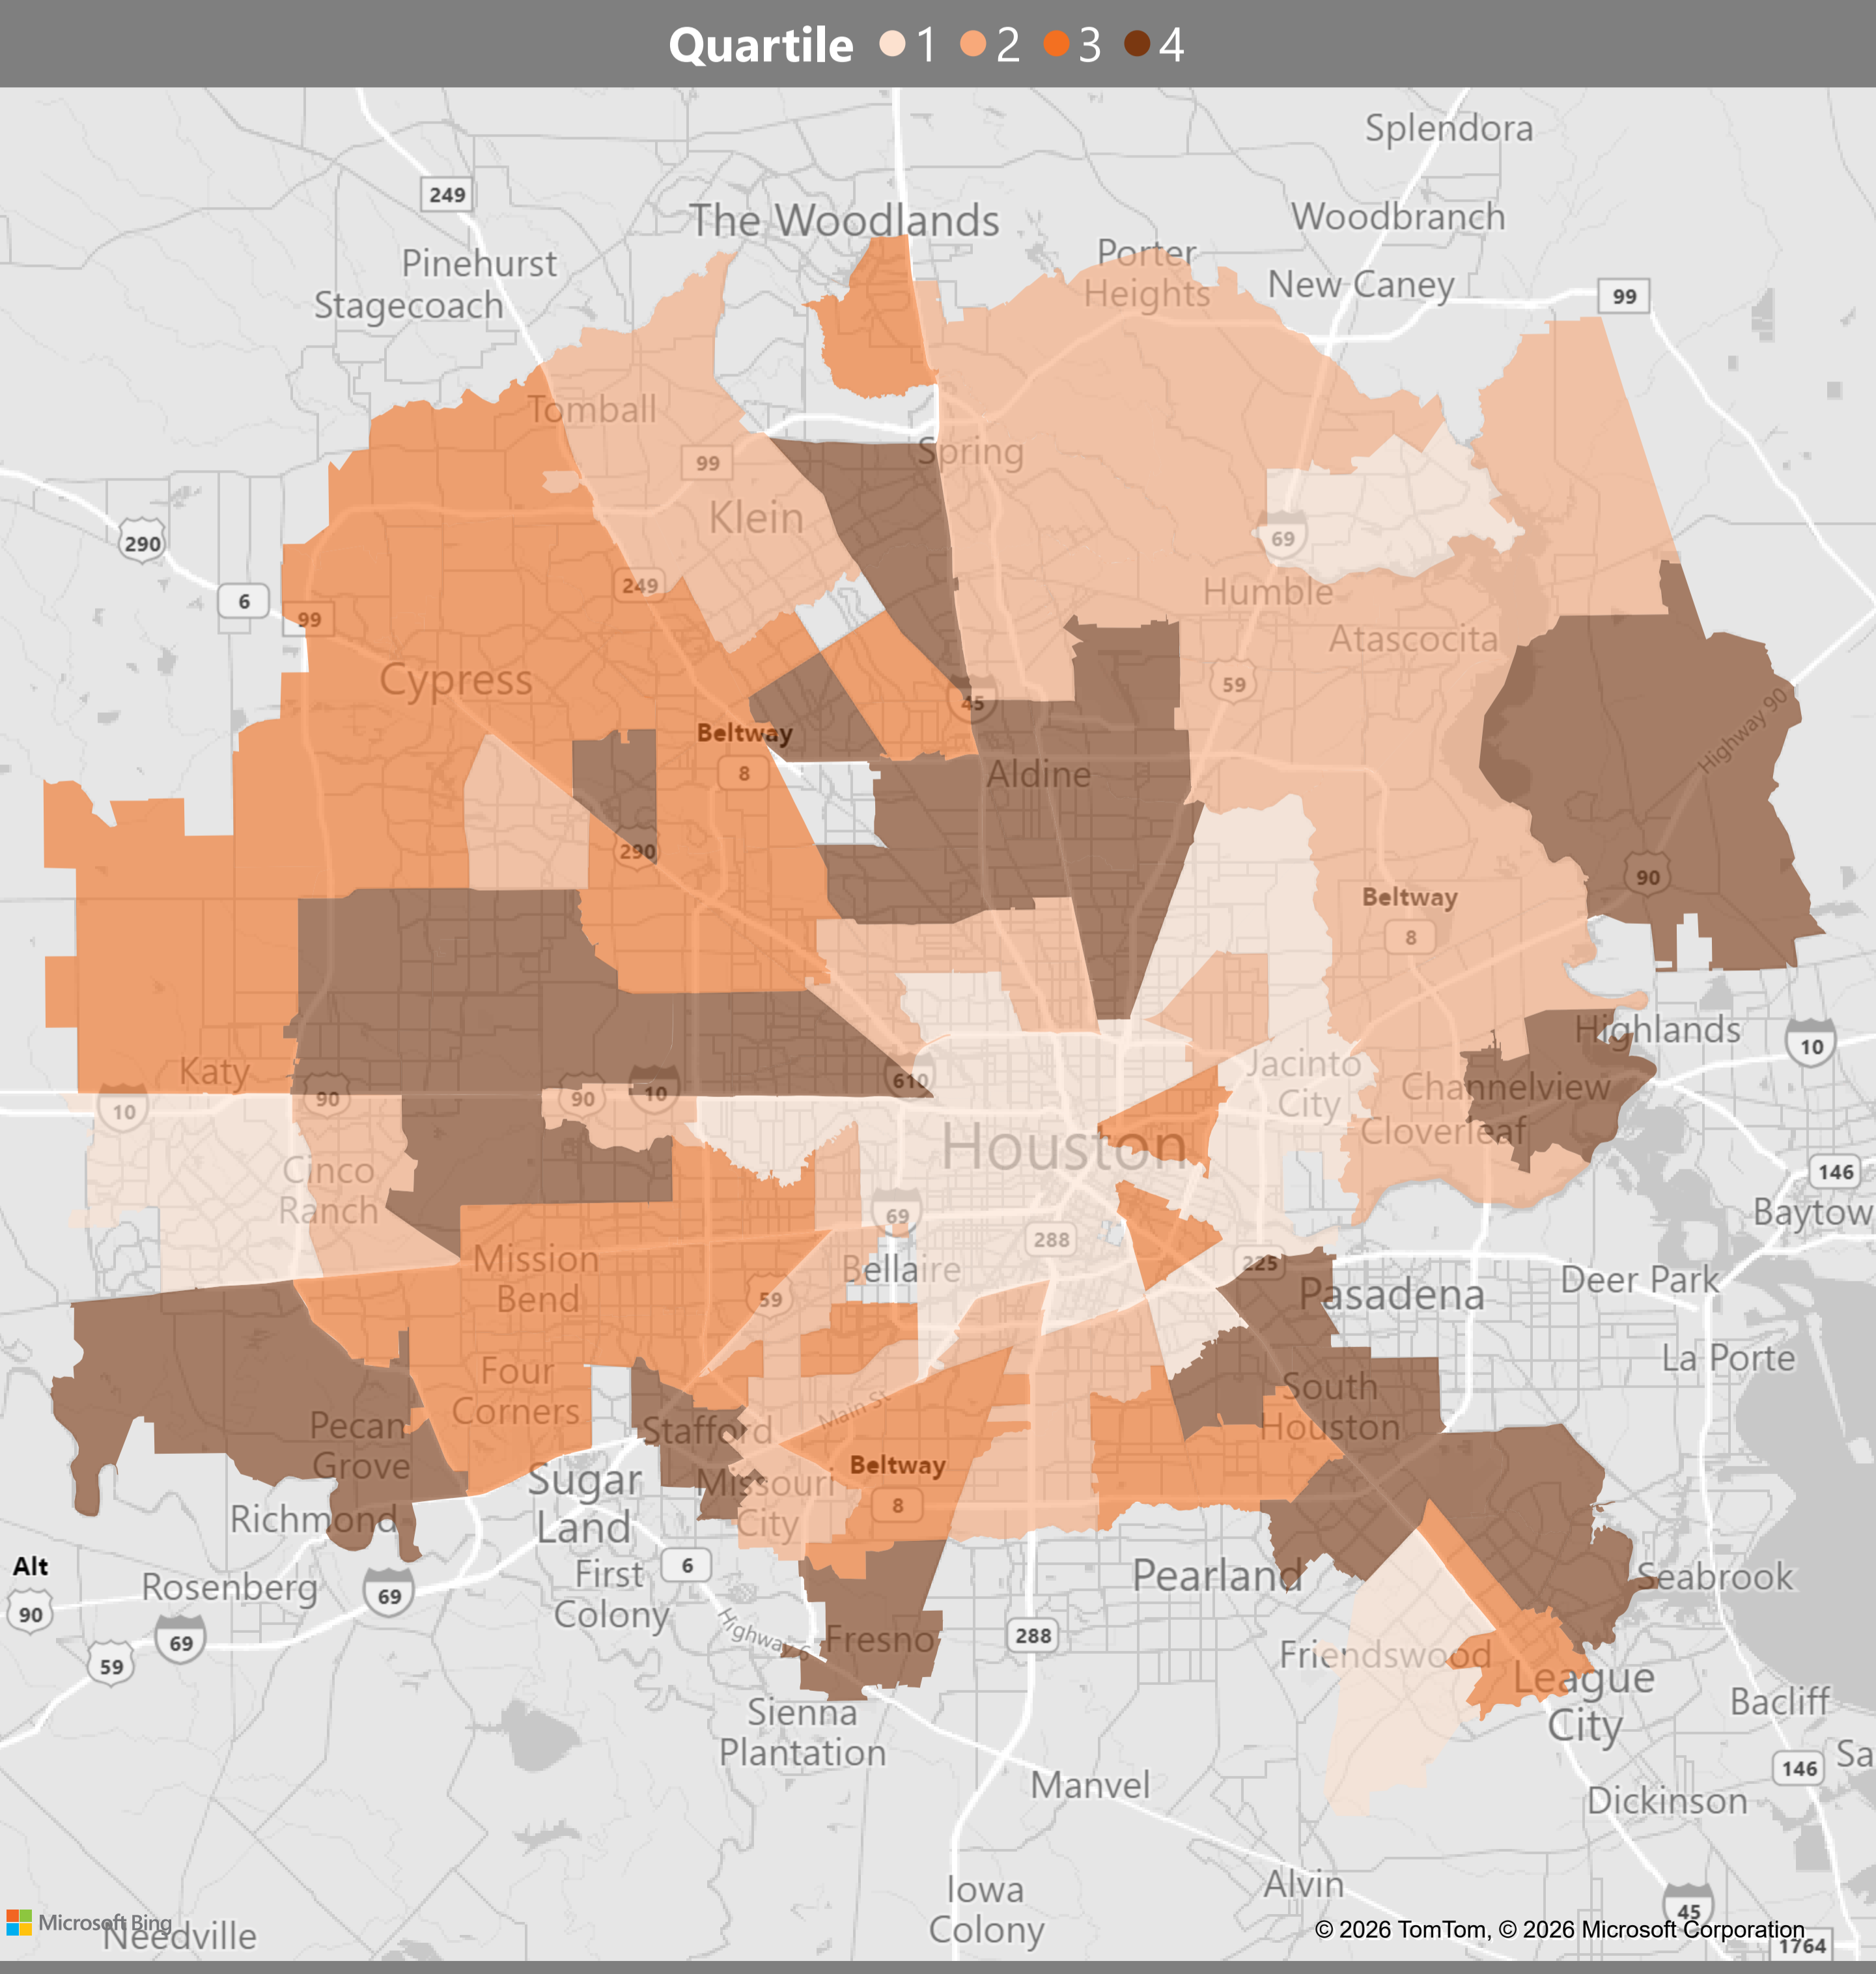 Quartile 1 2 3 4
Splendora
249
The Woodlands
Woodbranch
Porter
Heights
Pinehurst
New Caney
99
Stagecoach
Tomball
Spring
99
Klein
290
69
249
Humble
6
99
Atascocita
Cypress
59
45
Highway 90
Beltway
8
Aldine
290
90
Beltway
8
Highlands
10
Katy
Jacinto
City
610
Channelview
90
90
10
10
Cloverleaf
Houston
146
Cinco
Ranch
69
Baytow
288
Bellaire
225
Mission
Bend
Deer Park
Pasadena
59
La Porte
Four
Corners
South
Houston
Main St
Pecan
Grove
Stafford
Beltway
8
Missouri
City
Sugar
Land
Richmond
Alt
90
Rosenberg
69
First
Colony
6
Pearland
Seabrook
59
69
Highway 6
Fresno
288
Friendswood
League
City
Bacliff
Sienna
Plantation
146
Sa
Manvel
Dickinson
Alvin
Iowa
Colony
45
Microsoft Bing
Needville
© 2026 TomTom, © 2026 Microsoft Corporation
1764